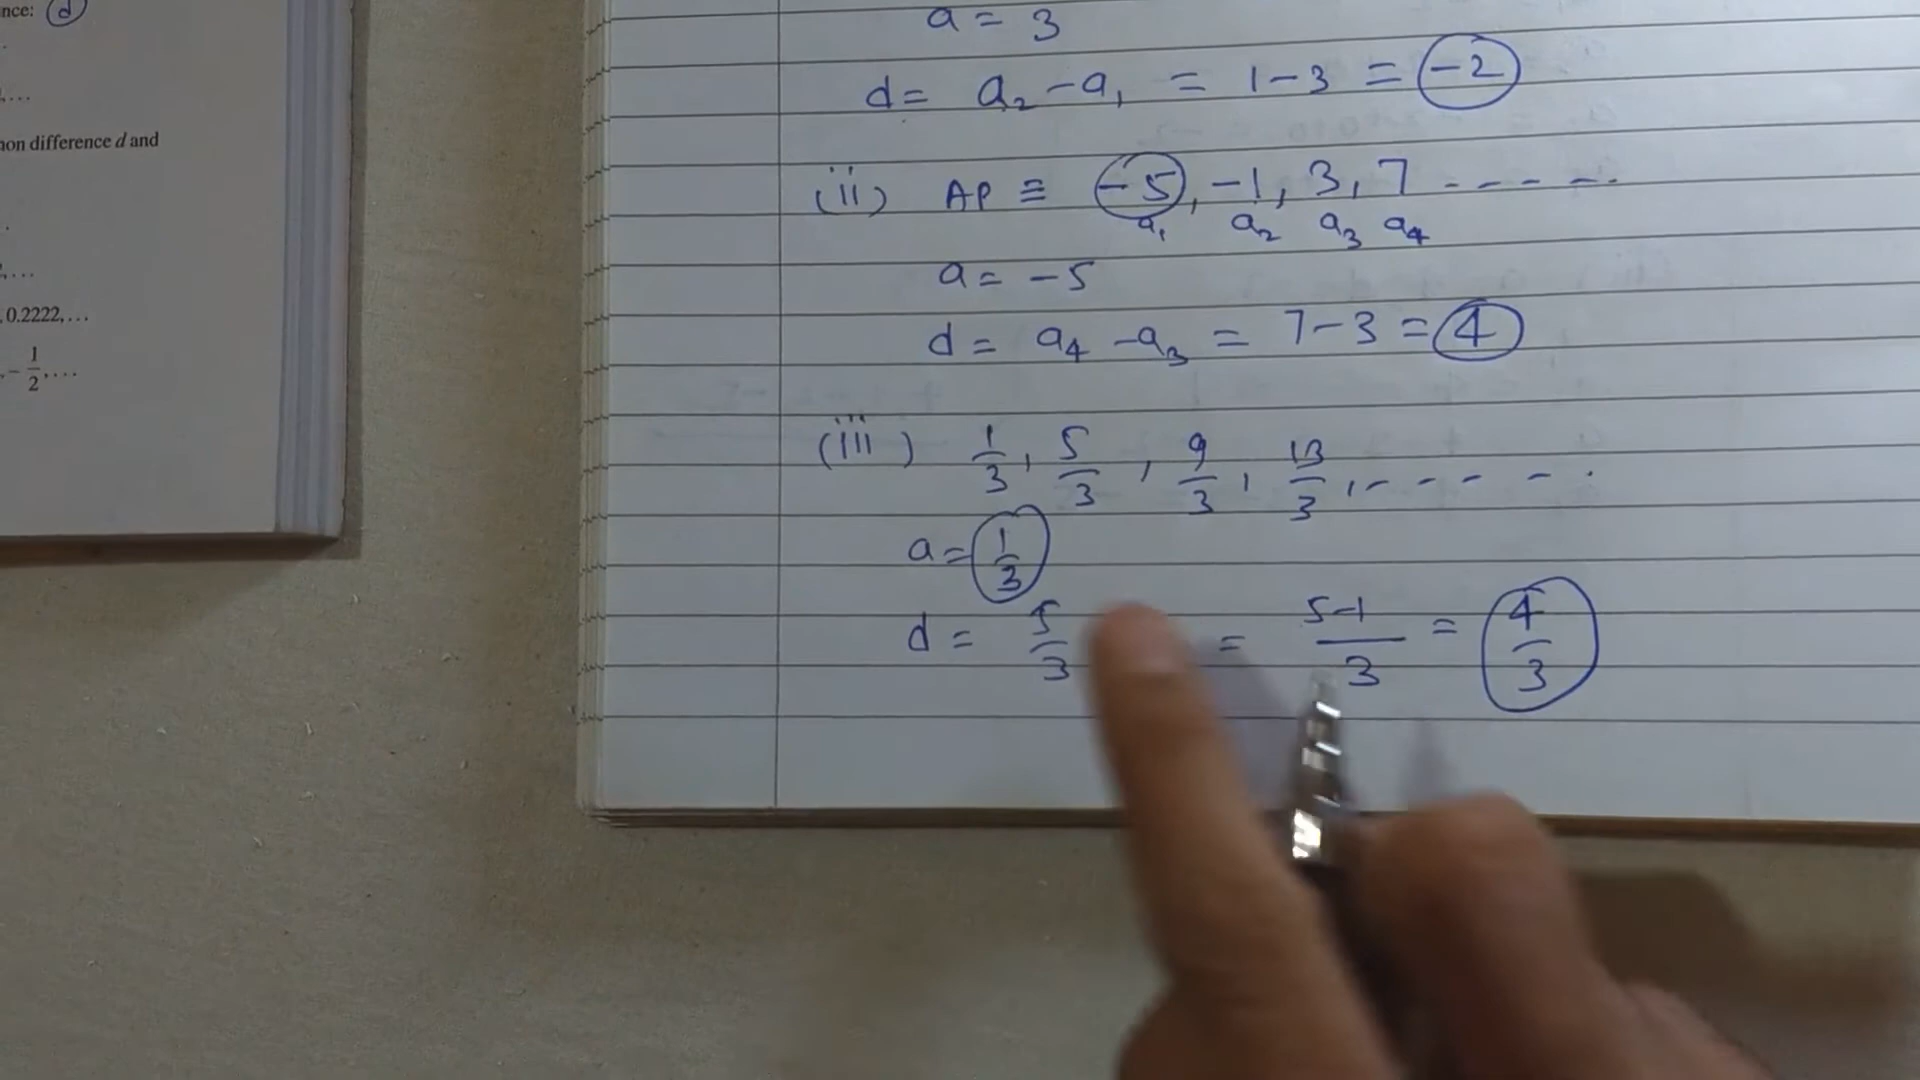 nce: (d)
,...
non difference d and
,...
, 0.2222,...
, -1/2,...
a = 3
d = a₂ - a₁ = 1-3 = -2
(ii) AP ≅ -5, -1, 3, 7 -----.
a₁ a₂ a₃ a₄
a = -5
d = a₄ - a₃ = 7-3 = 4
(iii) 1/3, 5/3, 9/3, 13/3, -----.
a = 1/3
d = 5/3 = 5-1/3 = 4/3